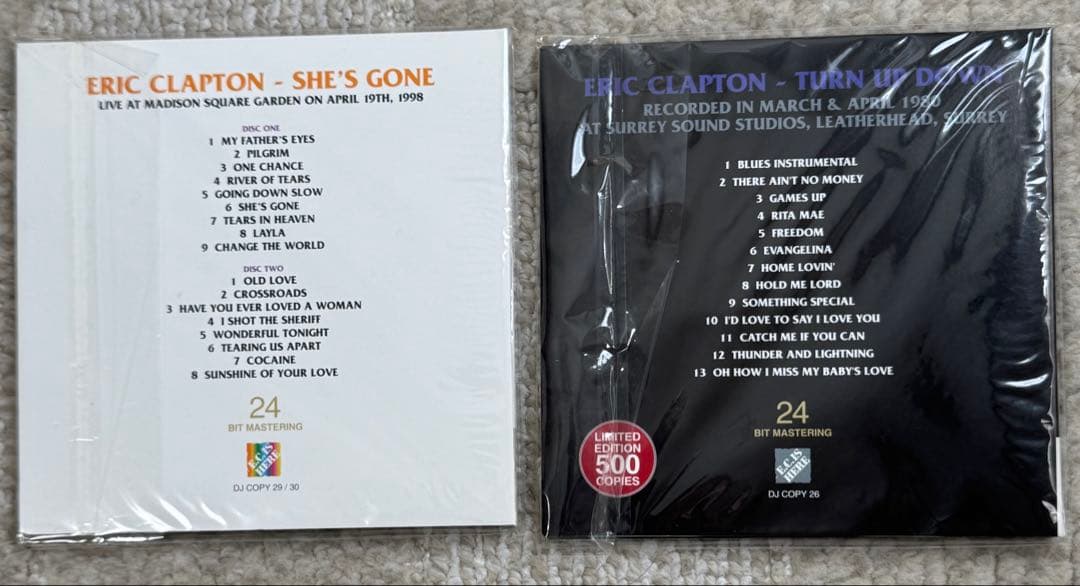 ERIC CLAPTON - SHE'S GONE
LIVE AT MADISON SQUARE GARDEN ON APRIL 19TH, 1998
DISC ONE
1 MY FATHER'S EYES
2 PILGRIM
3 ONE CHANCE
4 RIVER OF TEARS
5 GOING DOWN SLOW
6 SHE'S GONE
7 TEARS IN HEAVEN
8 LAYLA
9 CHANGE THE WORLD
DISC TWO
1 OLD LOVE
2 CROSSROADS
3 HAVE YOU EVER LOVED A WOMAN
4 I SHOT THE SHERIFF
5 WONDERFUL TONIGHT
6 TEARING US APART
7 COCAINE
8 SUNSHINE OF YOUR LOVE
24
BIT MASTERING
E.C. IS
HERE
DJ COPY 29 / 30
ERIC CLAPTON - TURN UP DOWN
RECORDED IN MARCH & APRIL 1980
AT SURREY SOUND STUDIOS, LEATHERHEAD, SURREY
1 BLUES INSTRUMENTAL
2 THERE AIN'T NO MONEY
3 GAMES UP
4 RITA MAE
5 FREEDOM
6 EVANGELINA
7 HOME LOVIN'
8 HOLD ME LORD
9 SOMETHING SPECIAL
10 I'D LOVE TO SAY I LOVE YOU
11 CATCH ME IF YOU CAN
12 THUNDER AND LIGHTNING
13 OH HOW I MISS MY BABY'S LOVE
LIMITED
EDITION
500
COPIES
24
BIT MASTERING
E.C. IS
HERE
DJ COPY 26